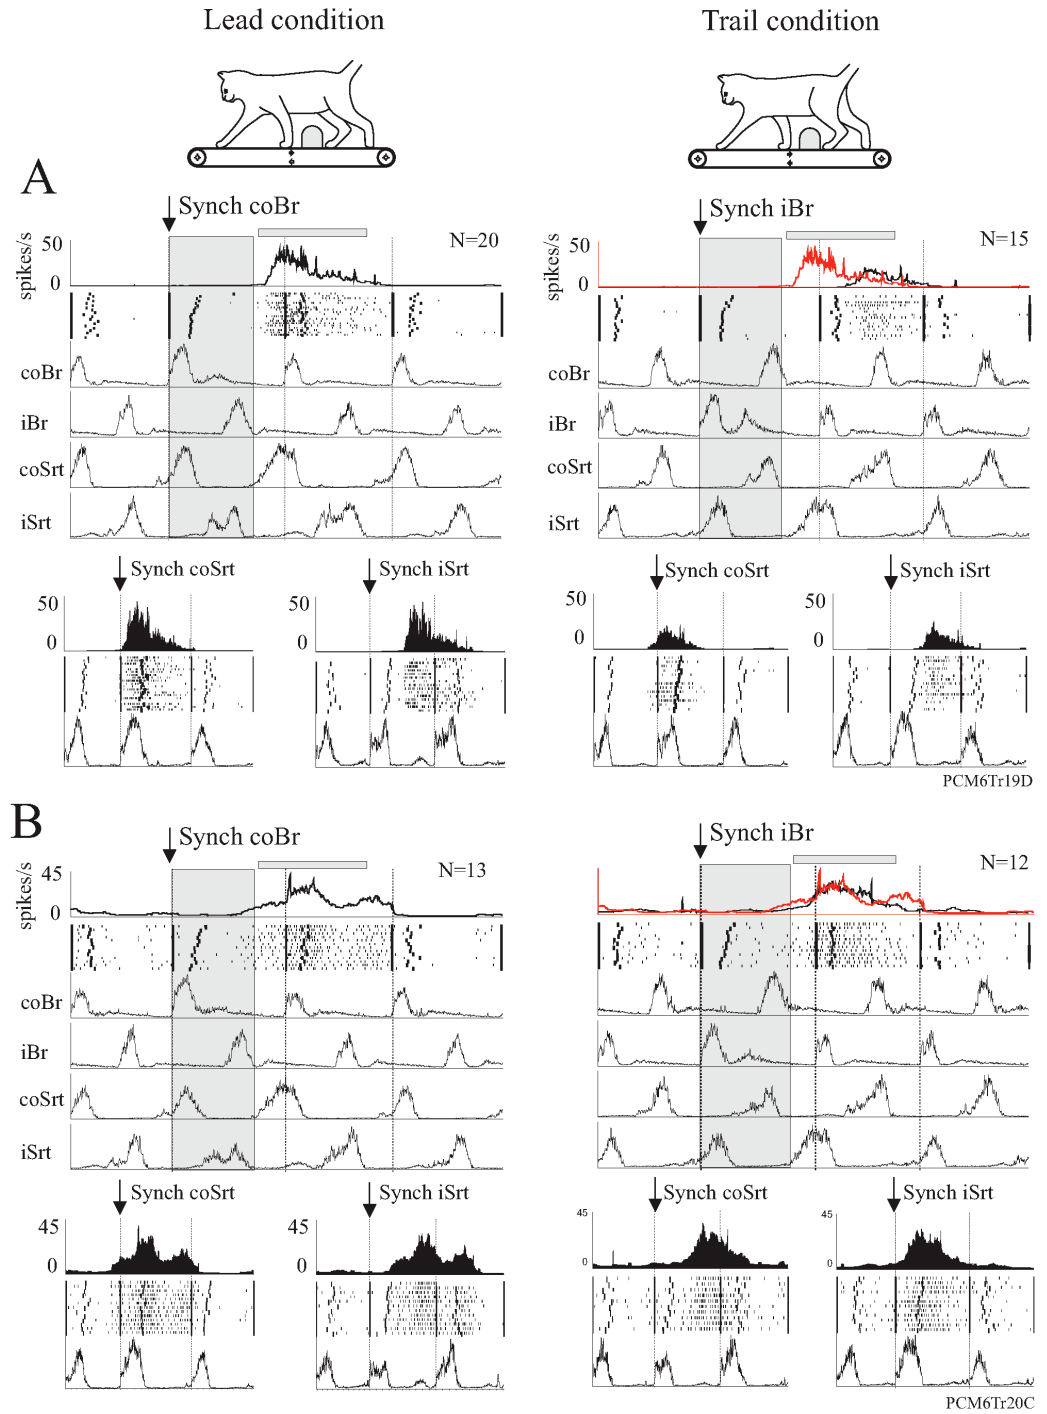 Lead condition
Trail condition
A
Synch coBr
Synch iBr
spikes/s
50
0
N=20
spikes/s
50
0
N=15
coBr
iBr
coSrt
iSrt
coBr
iBr
coSrt
iSrt
Synch coSrt
Synch iSrt
Synch coSrt
Synch iSrt
50
0
50
0
50
0
50
0
PCM6Tr19D
B
Synch coBr
Synch iBr
spikes/s
45
0
N=13
N=12
coBr
iBr
coSrt
iSrt
Synch coSrt
Synch iSrt
Synch coSrt
Synch iSrt
45
0
45
0
45
0
45
0
PCM6Tr20C